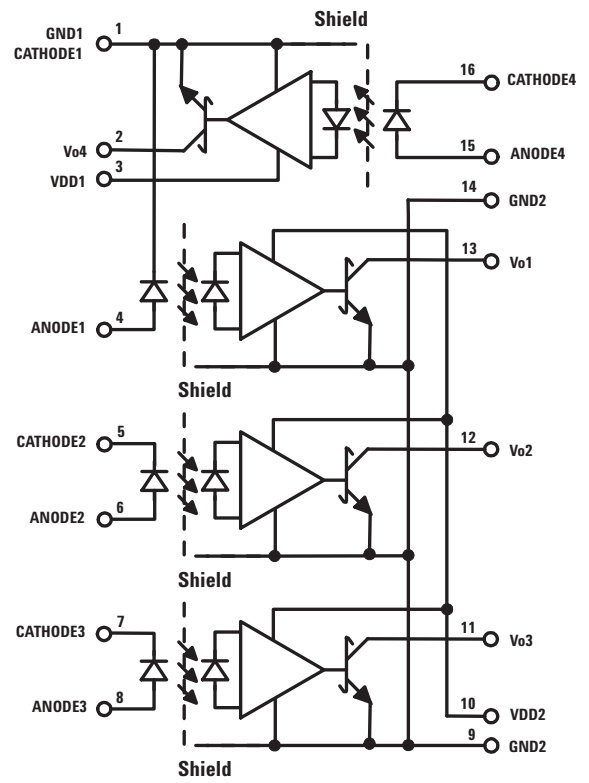 Shield
GND1
CATHODE1
1
16
CATHODE4
2
Vo4
3
VDD1
15
ANODE4
14
GND2
13
Vo1
4
ANODE1
Shield
CATHODE2
5
12
Vo2
ANODE2
6
Shield
CATHODE3
7
11
Vo3
ANODE3
8
10
VDD2
9
GND2
Shield